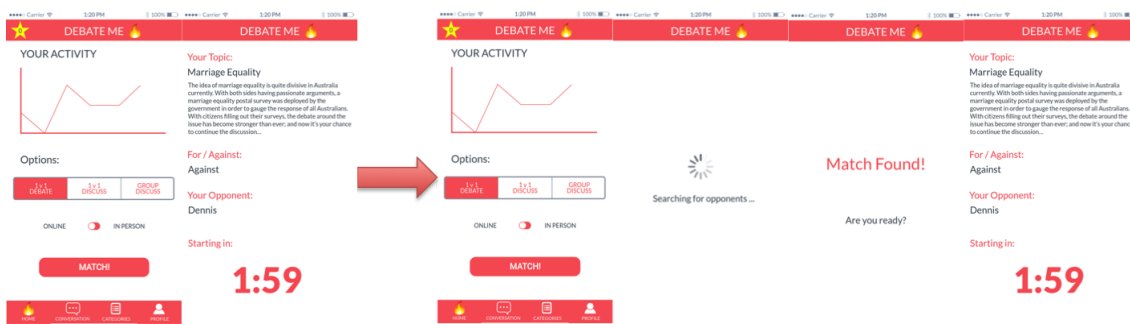 ●●●●○ Carrier 1:20 PM 100%
0
DEBATE ME
YOUR ACTIVITY
Options:
1 v 1
DEBATE
1 v 1
DISCUSS
GROUP
DISCUSS
ONLINE
IN PERSON
MATCH!
HOME
CONVERSATION
CATEGORIES
PROFILE
1:20 PM 100%
DEBATE ME
Your Topic:
Marriage Equality
The idea of marriage equality is quite divisive in Australia
currently. With both sides having passionate arguments, a
marriage equality postal survey was deployed by the
government in order to gauge the response of all Australians.
With citizens filling out their surveys, the debate around the
issue has become stronger than ever; and now it's your chance
to continue the discussion...
For / Against:
Against
Your Opponent:
Dennis
Starting in:
1:59
●●●●○ Carrier 1:20 PM 100%
0
DEBATE ME
YOUR ACTIVITY
Options:
1 v 1
DEBATE
1 v 1
DISCUSS
GROUP
DISCUSS
ONLINE
IN PERSON
MATCH!
HOME
CONVERSATION
CATEGORIES
PROFILE
●●●●○ Carrier 1:20 PM 100%
DEBATE ME
Searching for opponents ...
●●●●○ Carrier 1:20 PM 100%
DEBATE ME
Match Found!
Are you ready?
●●●●○ Carrier 1:20 PM 100%
DEBATE ME
Your Topic:
Marriage Equality
The idea of marriage equality is quite divisive in Australia
currently. With both sides having passionate arguments, a
marriage equality postal survey was deployed by the
government in order to gauge the response of all Australians.
With citizens filling out their surveys, the debate around the
issue has become stronger than ever; and now it's your chance
to continue the discussion...
For / Against:
Against
Your Opponent:
Dennis
Starting in:
1:59